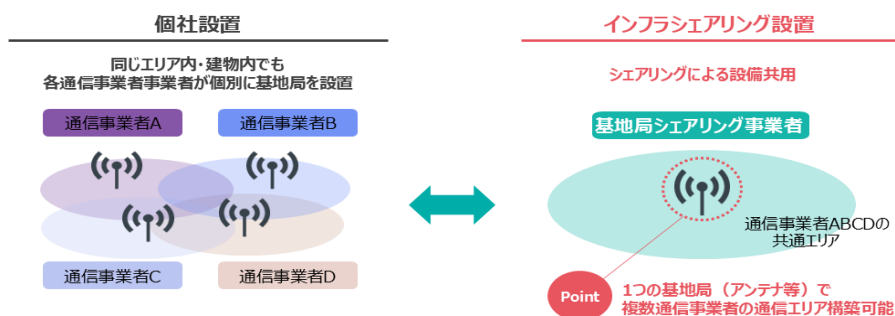 個社設置
同じエリア内・建物内でも
各通信事業者事業者が個別に基地局を設置
通信事業者A
通信事業者B
通信事業者C
通信事業者D
インフラシェアリング設置
シェアリングによる設備共用
基地局シェアリング事業者
通信事業者ABCDの
共通エリア
Point
1つの基地局（アンテナ等）で
複数通信事業者の通信エリア構築可能